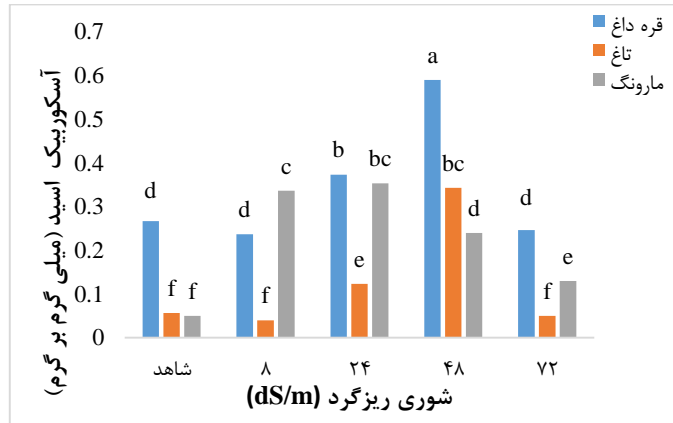 قره داغ
تاغ
مارونگ
آسکوربیک اسید (میلی گرم بر گرم)
0.7
0.6
0.5
0.4
0.3
0.2
0.1
0
d f f
d f c
b e bc
a bc d
d f e
شاهد ۸ ۲۴ ۴۸ ۷۲
شوری ریزگرد (dS/m)